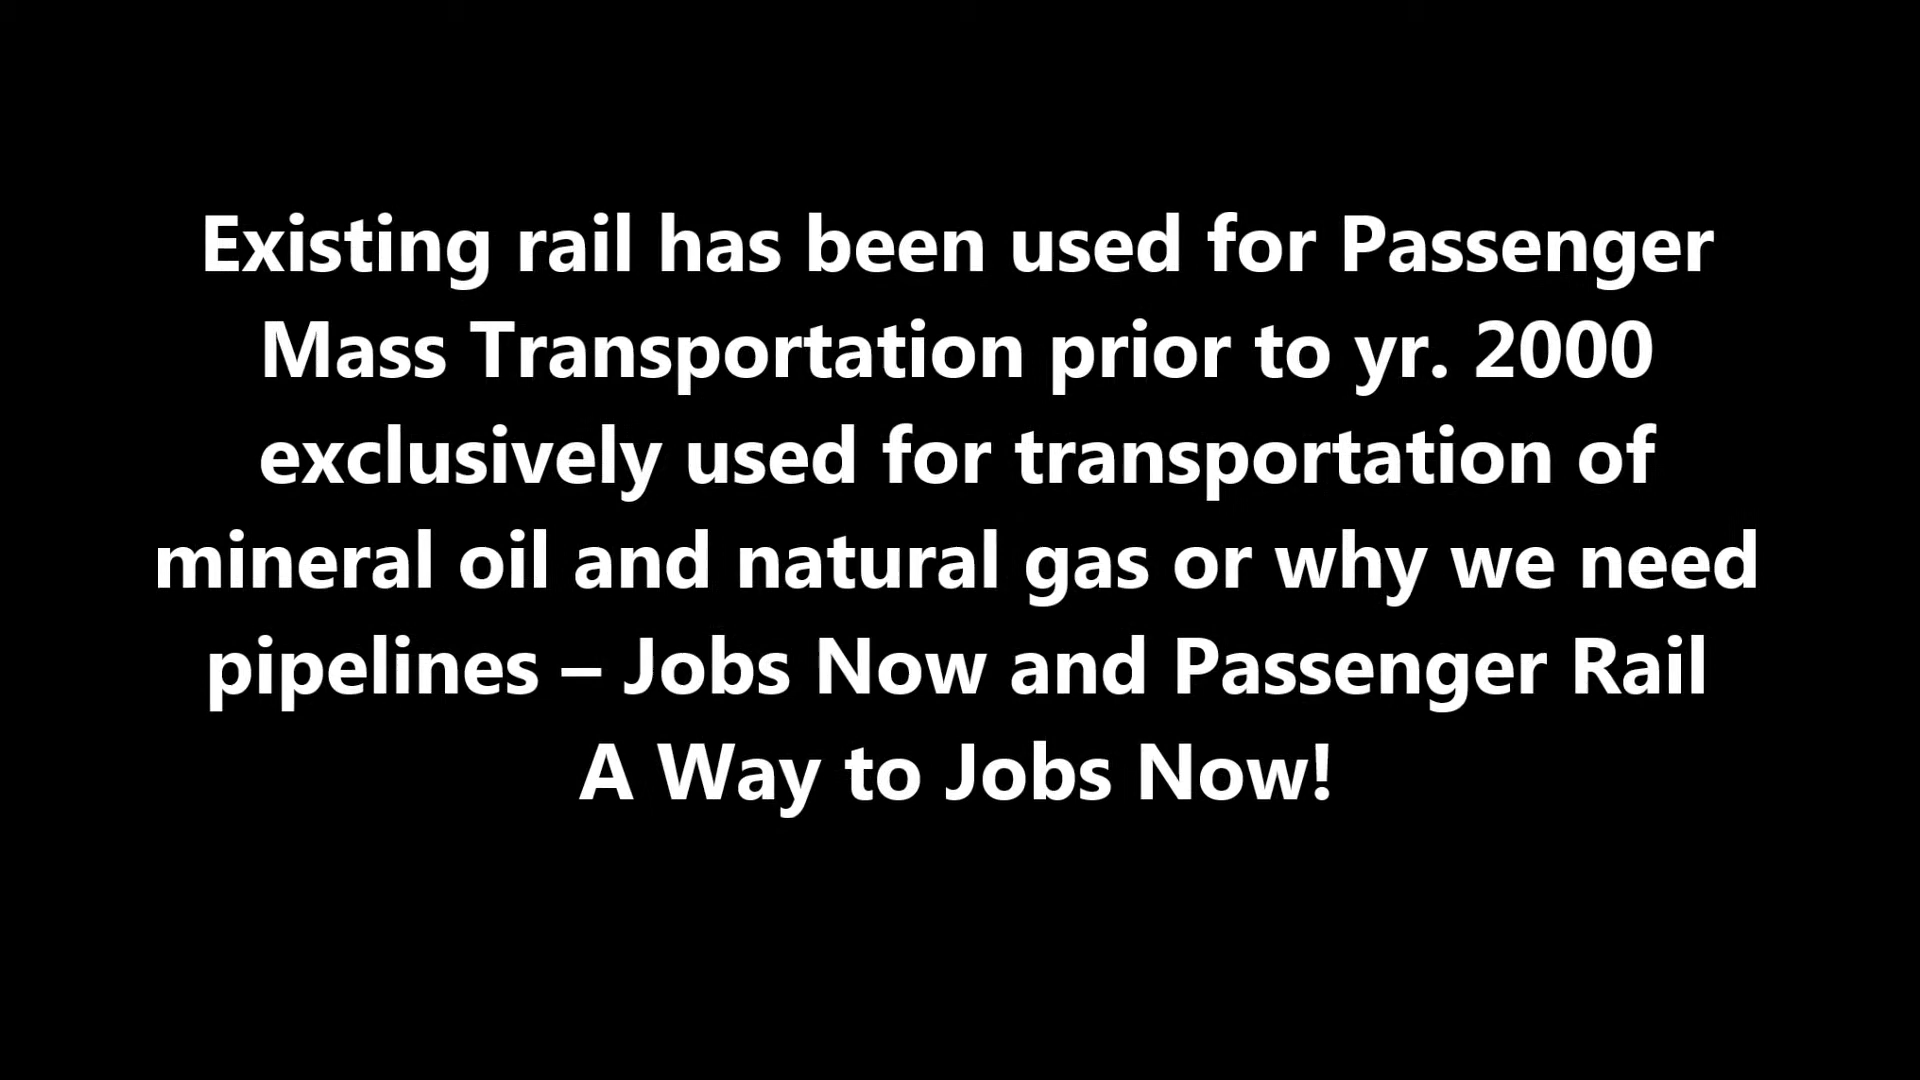 Existing rail has been used for Passenger
Mass Transportation prior to yr. 2000
exclusively used for transportation of
mineral oil and natural gas or why we need
pipelines – Jobs Now and Passenger Rail
A Way to Jobs Now!